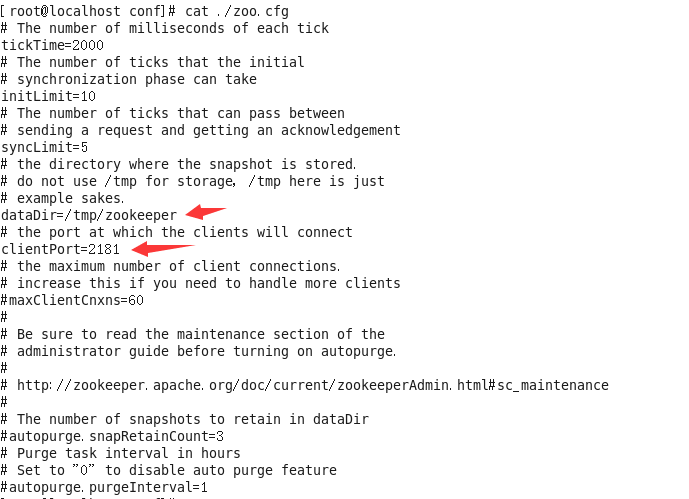 [root@localhost conf]# cat ./zoo.cfg
# The number of milliseconds of each tick
tickTime=2000
# The number of ticks that the initial
# synchronization phase can take
initLimit=10
# The number of ticks that can pass between
# sending a request and getting an acknowledgement
syncLimit=5
# the directory where the snapshot is stored.
# do not use /tmp for storage, /tmp here is just
# example sakes.
dataDir=/tmp/zookeeper
# the port at which the clients will connect
clientPort=2181
# the maximum number of client connections.
# increase this if you need to handle more clients
#maxClientCnxns=60
#
# Be sure to read the maintenance section of the
# administrator guide before turning on autopurge.
#
# http://zookeeper.apache.org/doc/current/zookeeperAdmin.html#sc_maintenance
#
# The number of snapshots to retain in dataDir
#autopurge.snapRetainCount=3
# Purge task interval in hours
# Set to "0" to disable auto purge feature
#autopurge.purgeInterval=1